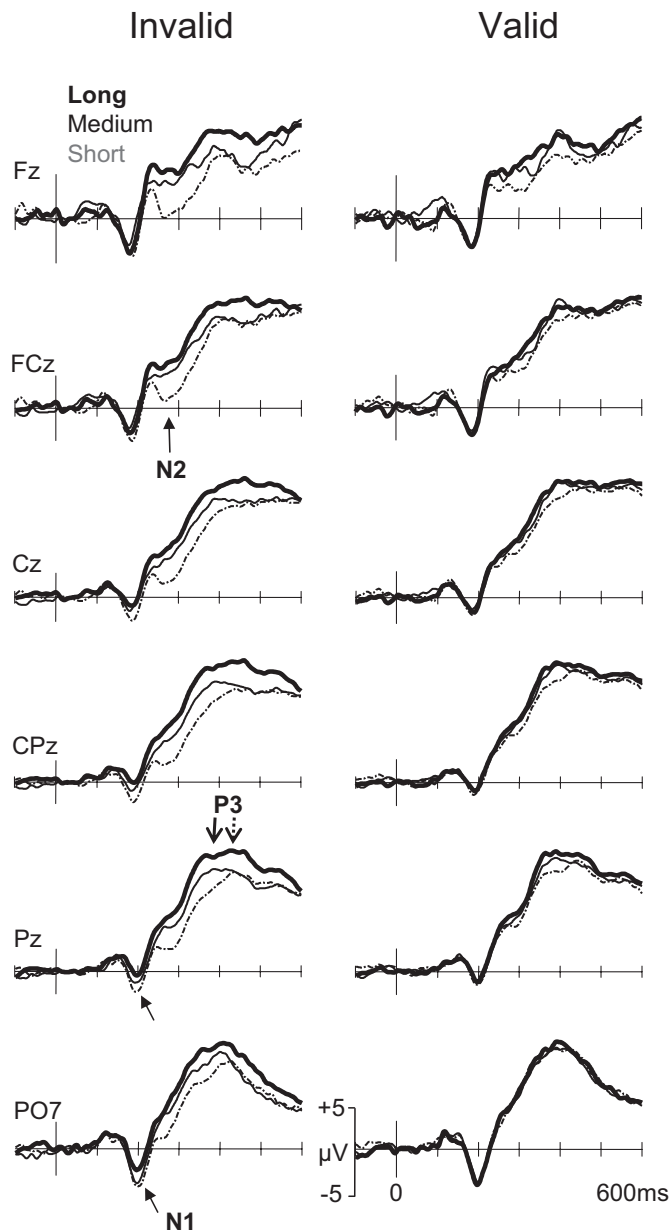 Invalid Valid
Long
Medium
Short
Fz
FCz
N2
Cz
CPz
P3
Pz
PO7
N1
+5
µV
-5
0 600ms